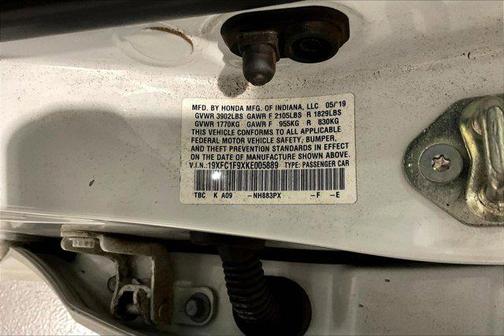 MFD. BY HONDA MFG. OF INDIANA, LLC 05/'19
GVWR 3902LBS GAWR F 2105LBS R 1829LBS
GVWR 1770KG GAWR F 955KG R 830KG
THIS VEHICLE CONFORMS TO ALL APPLICABLE
FEDERAL MOTOR VEHICLE SAFETY, BUMPER,
AND THEFT PREVENTION STANDARDS IN EFFECT
ON THE DATE OF MANUFACTURE SHOWN ABOVE.
V.I.N.: 19XFC1F9XKE005889 TYPE: PASSENGER CAR
TBC K A09 -NH883PX -F -E